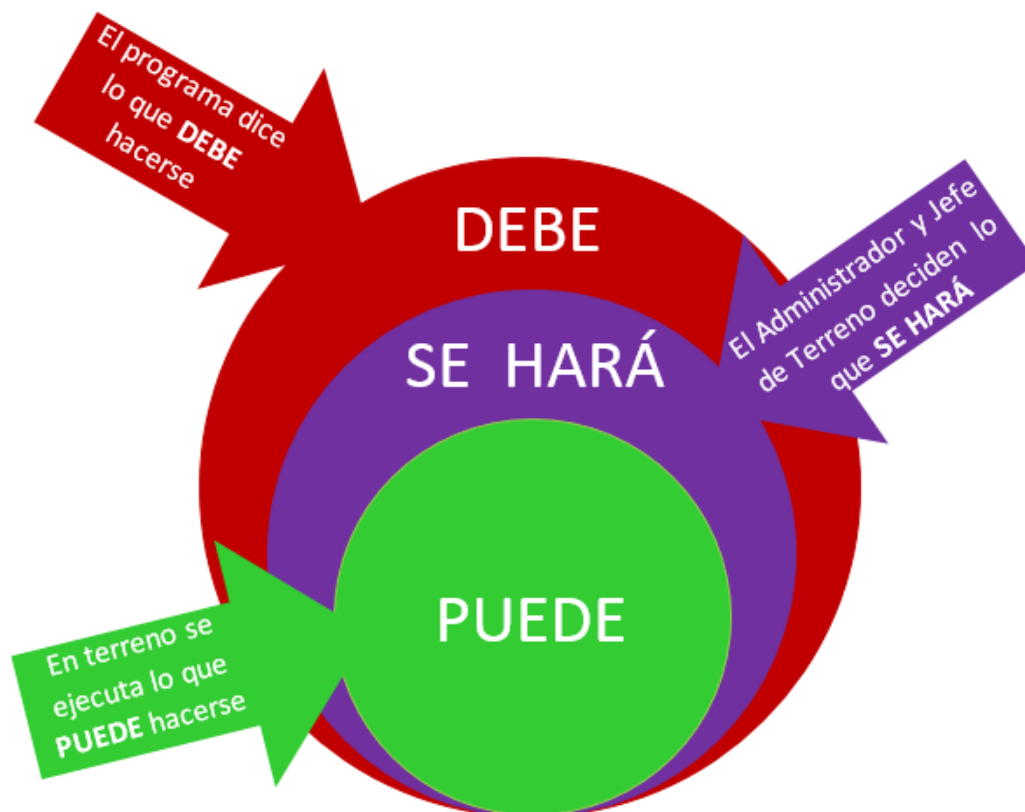 El programa dice
lo que DEBE
hacerse
DEBE
El Administrador y Jefe
de Terreno deciden lo
que SE HARÁ
SE HARÁ
PUEDE
En terreno se
ejecuta lo que
PUEDE hacerse